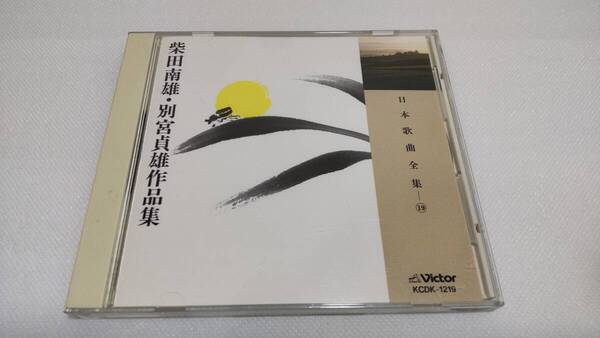 柴田南雄・別宮貞雄作品集
日本歌曲全集—⑲
Victor
KCDK-1219